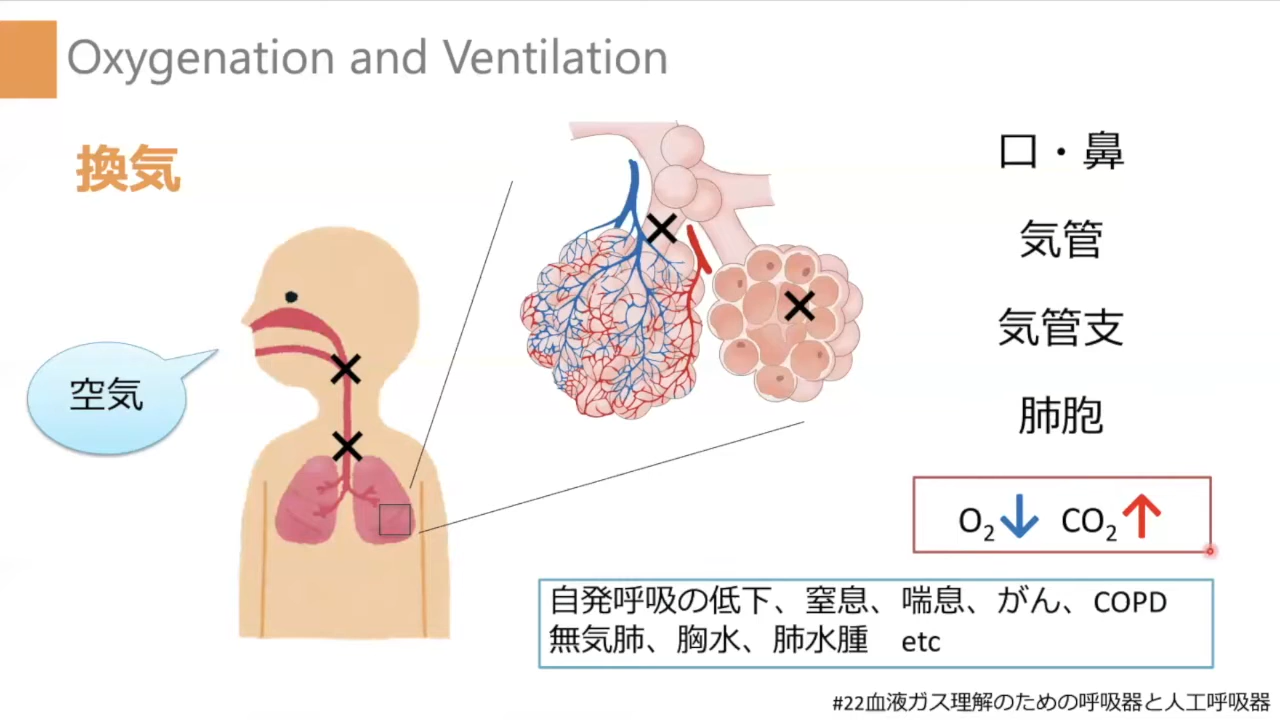 Oxygenation and Ventilation
換気
空気
口・鼻
気管
気管支
肺胞
O₂↓ CO₂↑
自発呼吸の低下、窒息、喘息、がん、COPD
無気肺、胸水、肺水腫　etc
#22血液ガス理解のための呼吸器と人工呼吸器